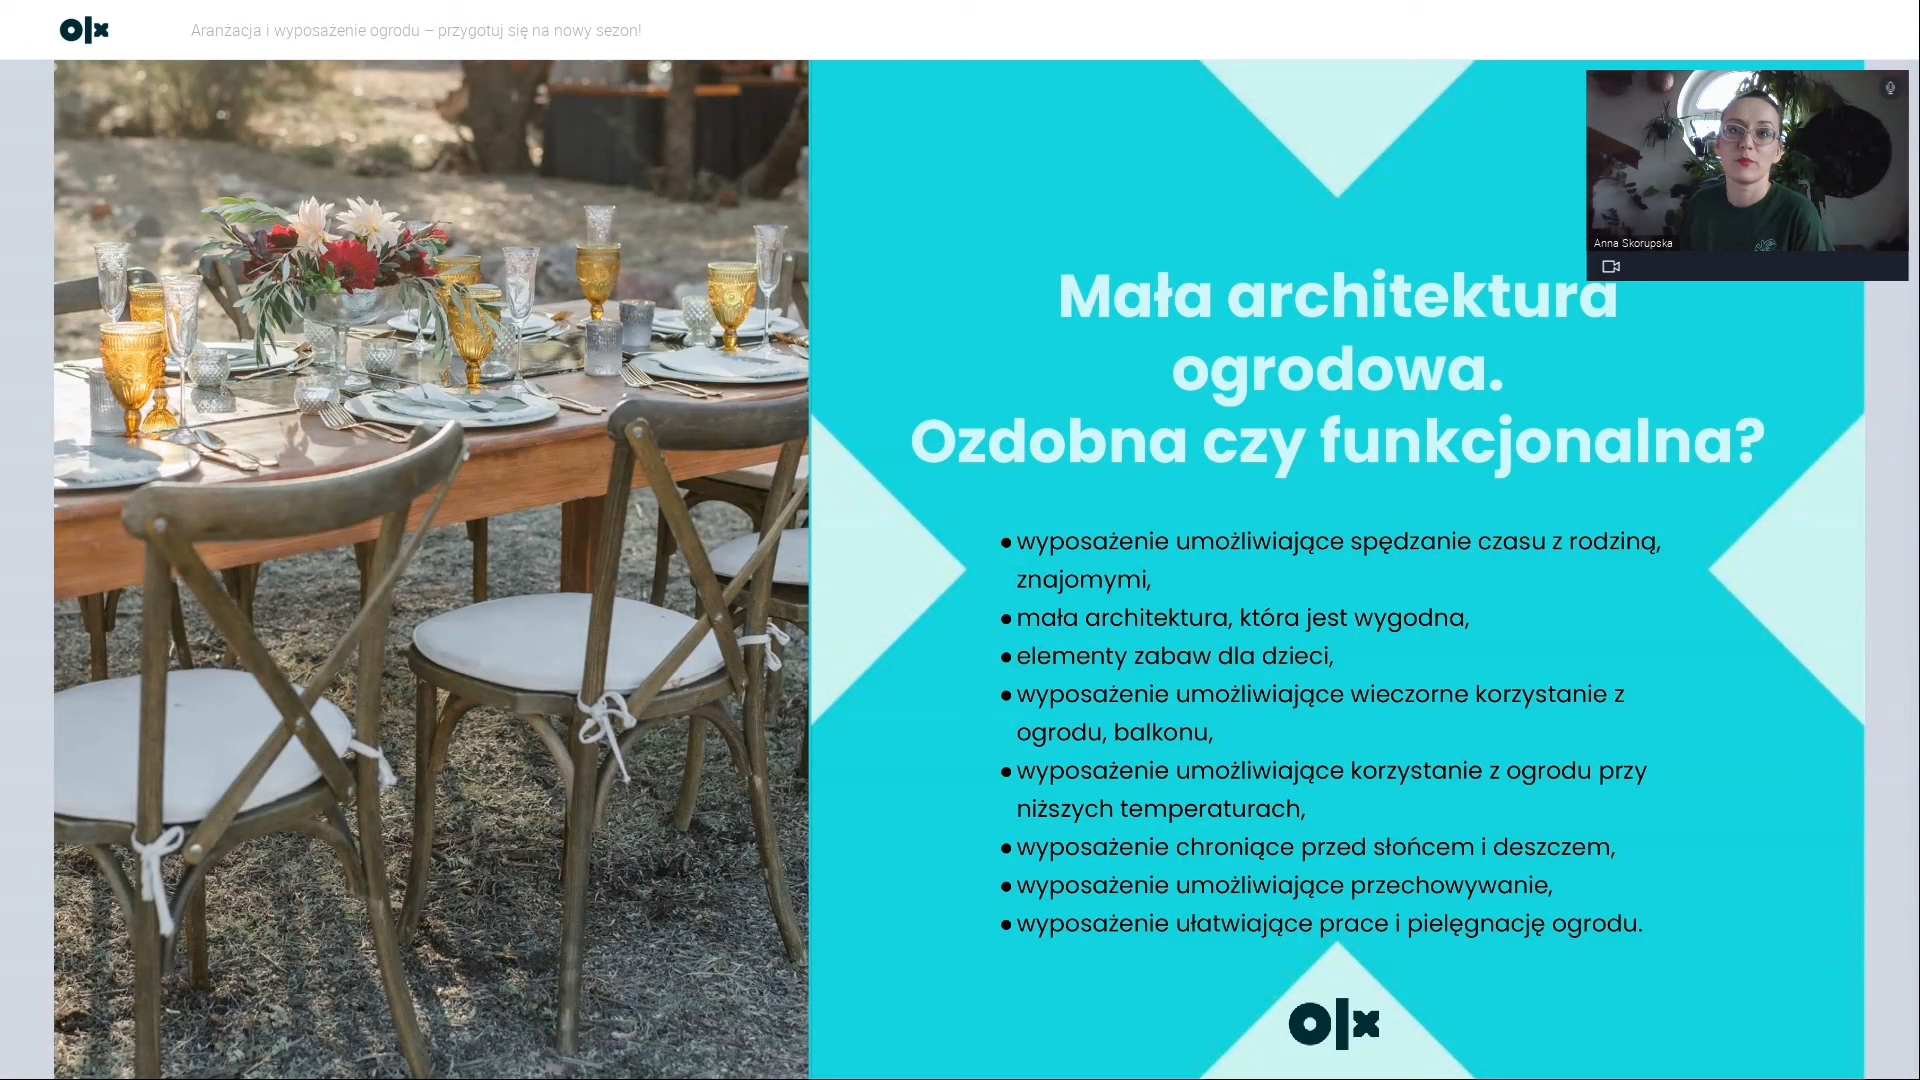 olx
Aranżacja i wyposażenie ogrodu – przygotuj się na nowy sezon!
Anna Skorupska
Mała architektura
ogrodowa.
Ozdobna czy funkcjonalna?
●wyposażenie umożliwiające spędzanie czasu z rodziną,
znajomymi,
●mała architektura, która jest wygodna,
●elementy zabaw dla dzieci,
●wyposażenie umożliwiające wieczorne korzystanie z
ogrodu, balkonu,
●wyposażenie umożliwiające korzystanie z ogrodu przy
niższych temperaturach,
●wyposażenie chroniące przed słońcem i deszczem,
●wyposażenie umożliwiające przechowywanie,
●wyposażenie ułatwiające prace i pielęgnację ogrodu.
olx